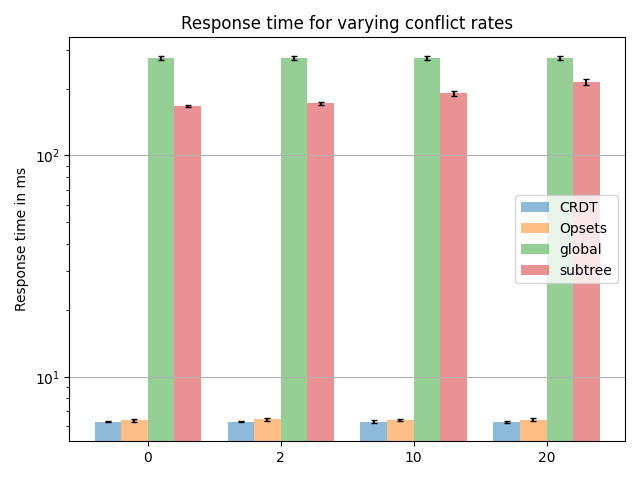 Response time for varying conflict rates
Response time in ms
10²
10¹
CRDT
Opsets
global
subtree
0
2
10
20